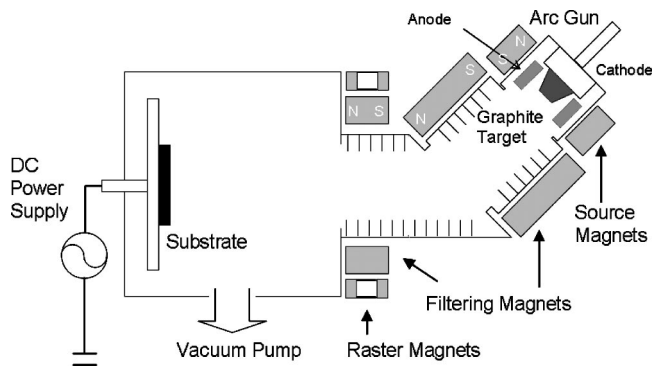 Arc Gun
Anode
N
S
S
N
Cathode
N S
Graphite
Target
DC
Power
Supply
Substrate
Source
Magnets
Filtering Magnets
Vacuum Pump
Raster Magnets